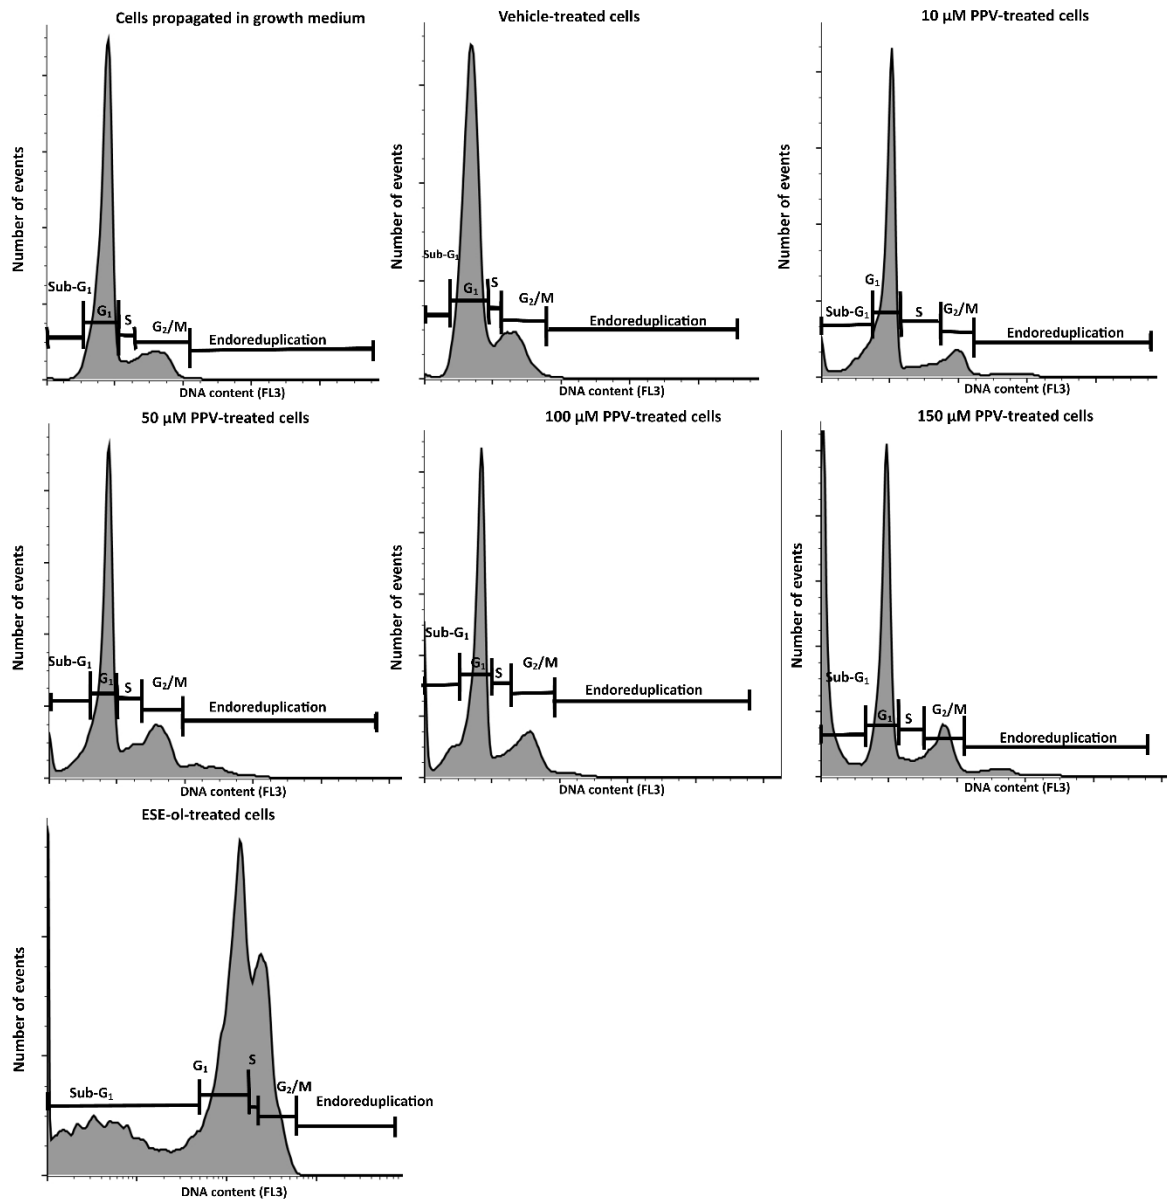 Cells propagated in growth medium
Number of events
Sub-G₁
G₁
S
G₂/M
Endoreduplication
DNA content (FL3)
Vehicle-treated cells
Number of events
Sub-G₁
G₁
S
G₂/M
Endoreduplication
DNA content (FL3)
10 μM PPV-treated cells
Number of events
Sub-G₁
G₁
S
G₂/M
Endoreduplication
DNA content (FL3)
50 μM PPV-treated cells
Number of events
Sub-G₁
G₁
S
G₂/M
Endoreduplication
DNA content (FL3)
100 μM PPV-treated cells
Number of events
Sub-G₁
G₁
S
G₂/M
Endoreduplication
DNA content (FL3)
150 μM PPV-treated cells
Number of events
Sub-G₁
G₁
S
G₂/M
Endoreduplication
DNA content (FL3)
ESE-ol-treated cells
Number of events
Sub-G₁
G₁
S
G₂/M
Endoreduplication
DNA content (FL3)